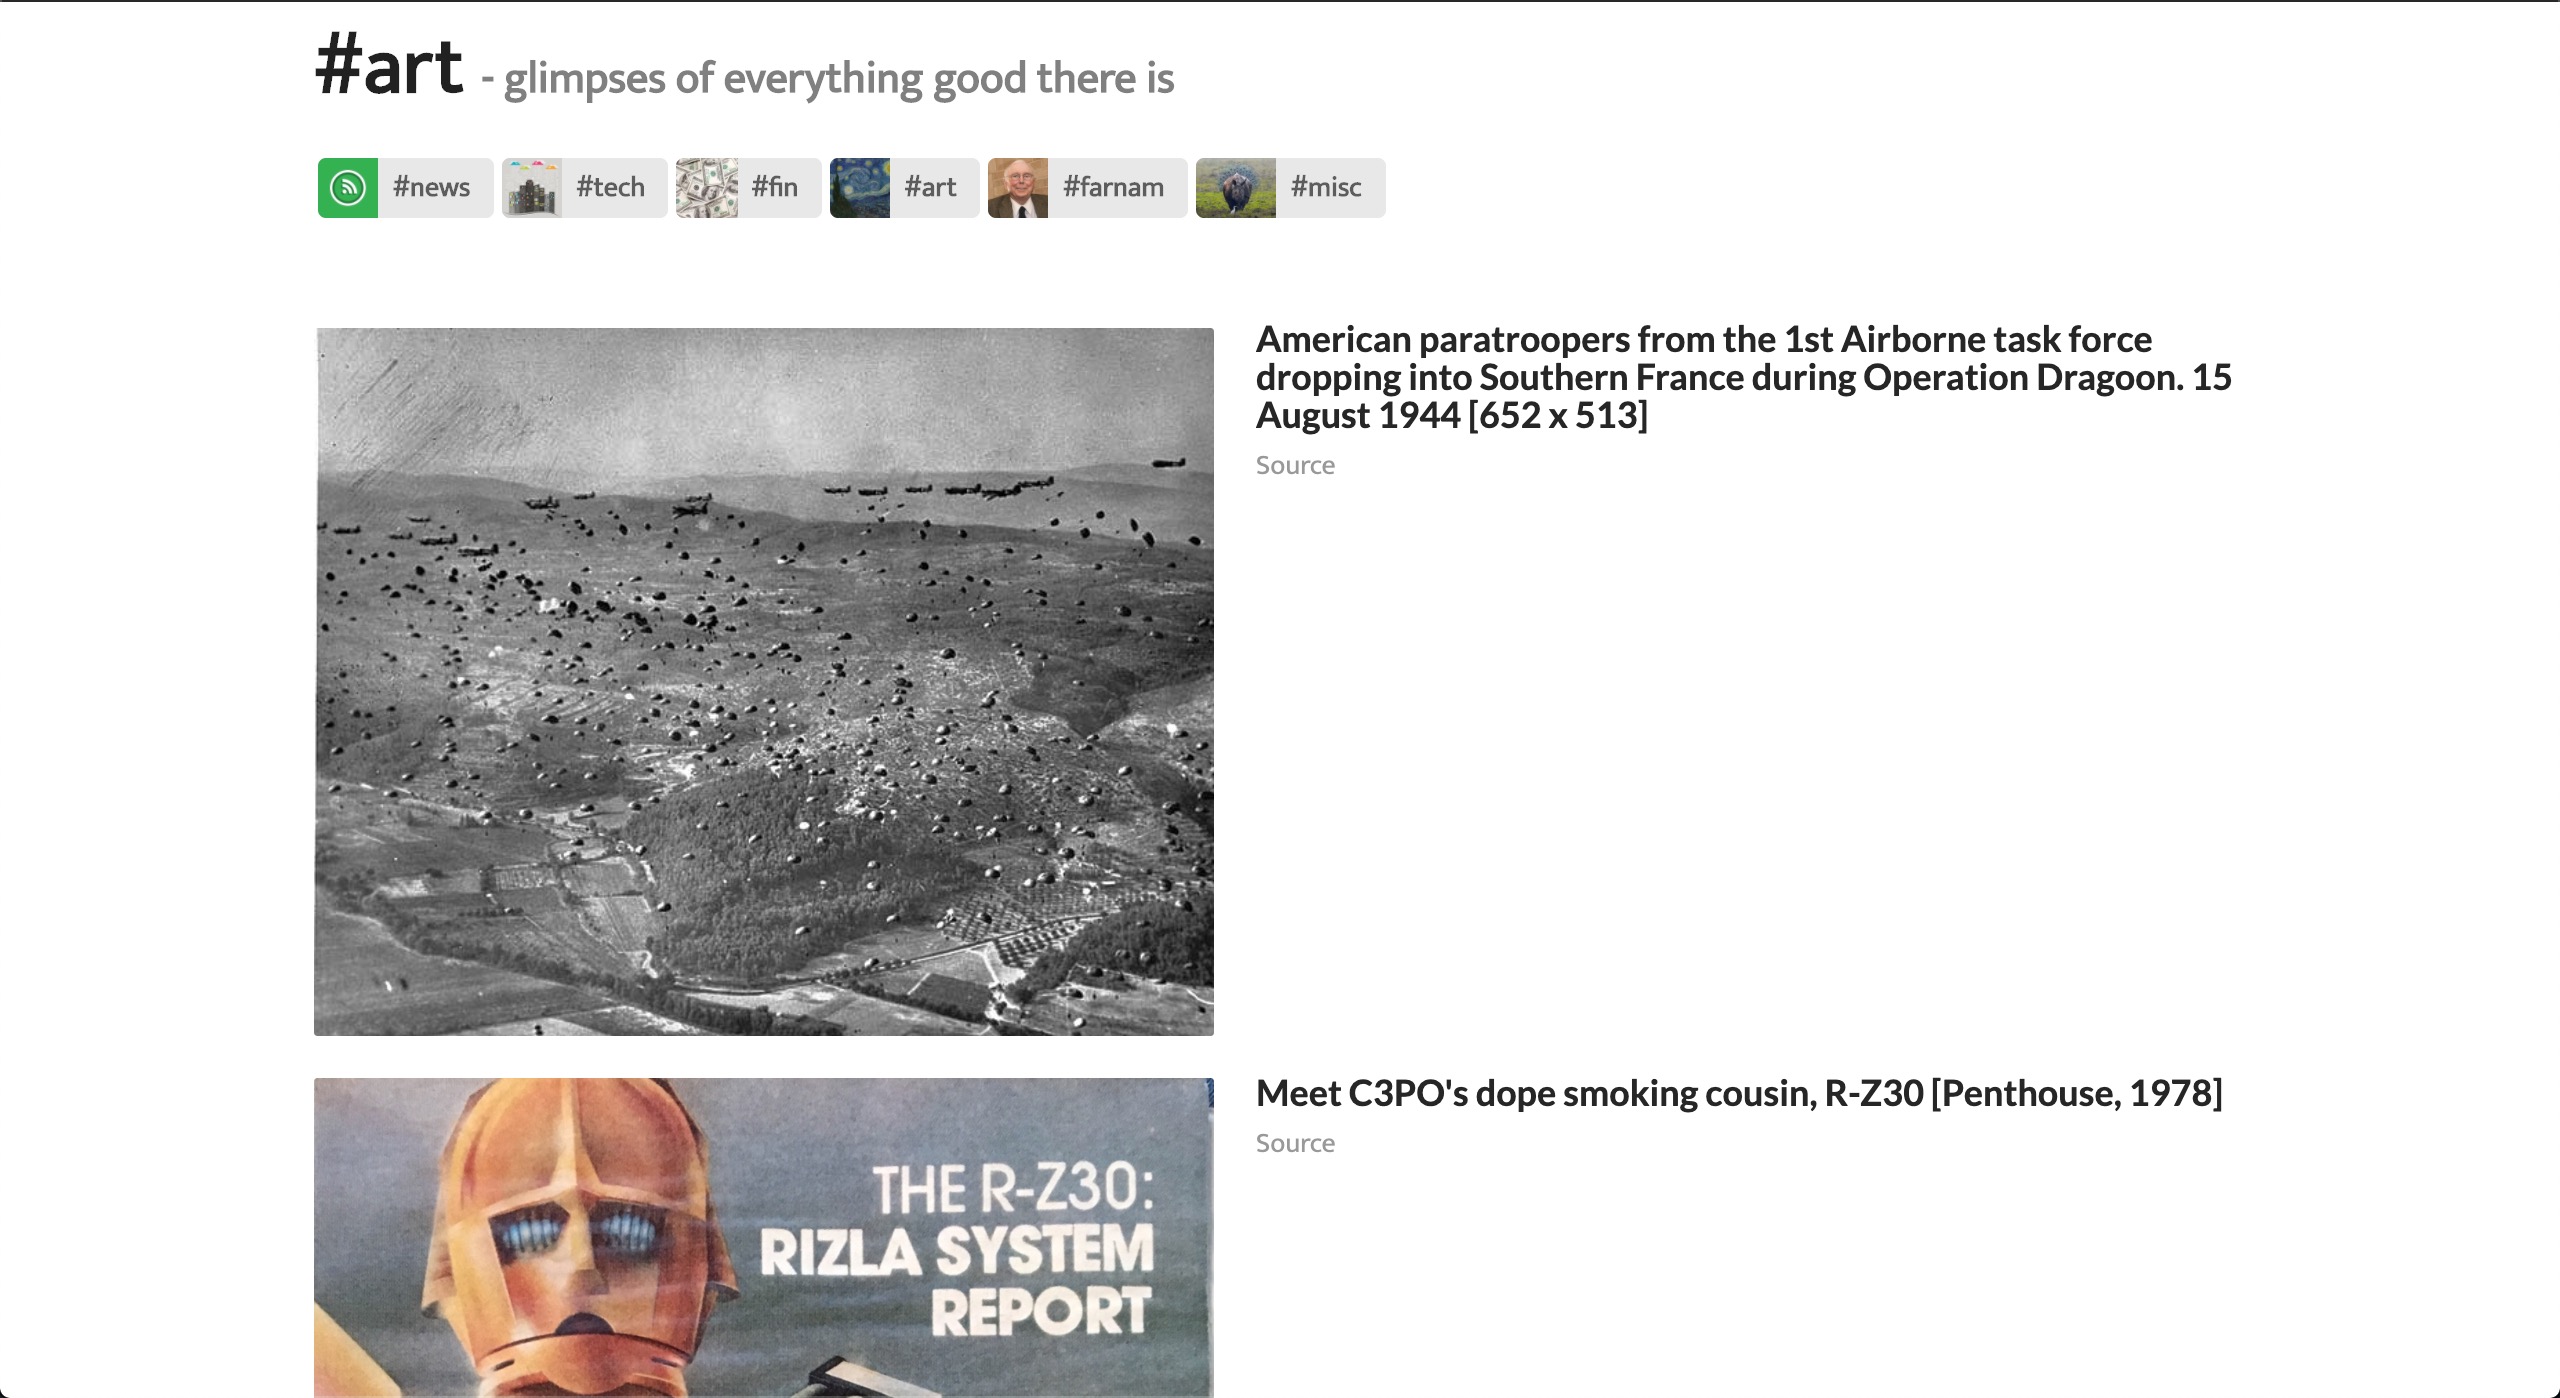 #art - glimpses of everything good there is
#news #tech #fin #art #farnam #misc
American paratroopers from the 1st Airborne task force
dropping into Southern France during Operation Dragoon. 15
August 1944 [652 x 513]
Source
Meet C3PO's dope smoking cousin, R-Z30 [Penthouse, 1978]
Source
THE R-Z30:
RIZLA SYSTEM
REPORT